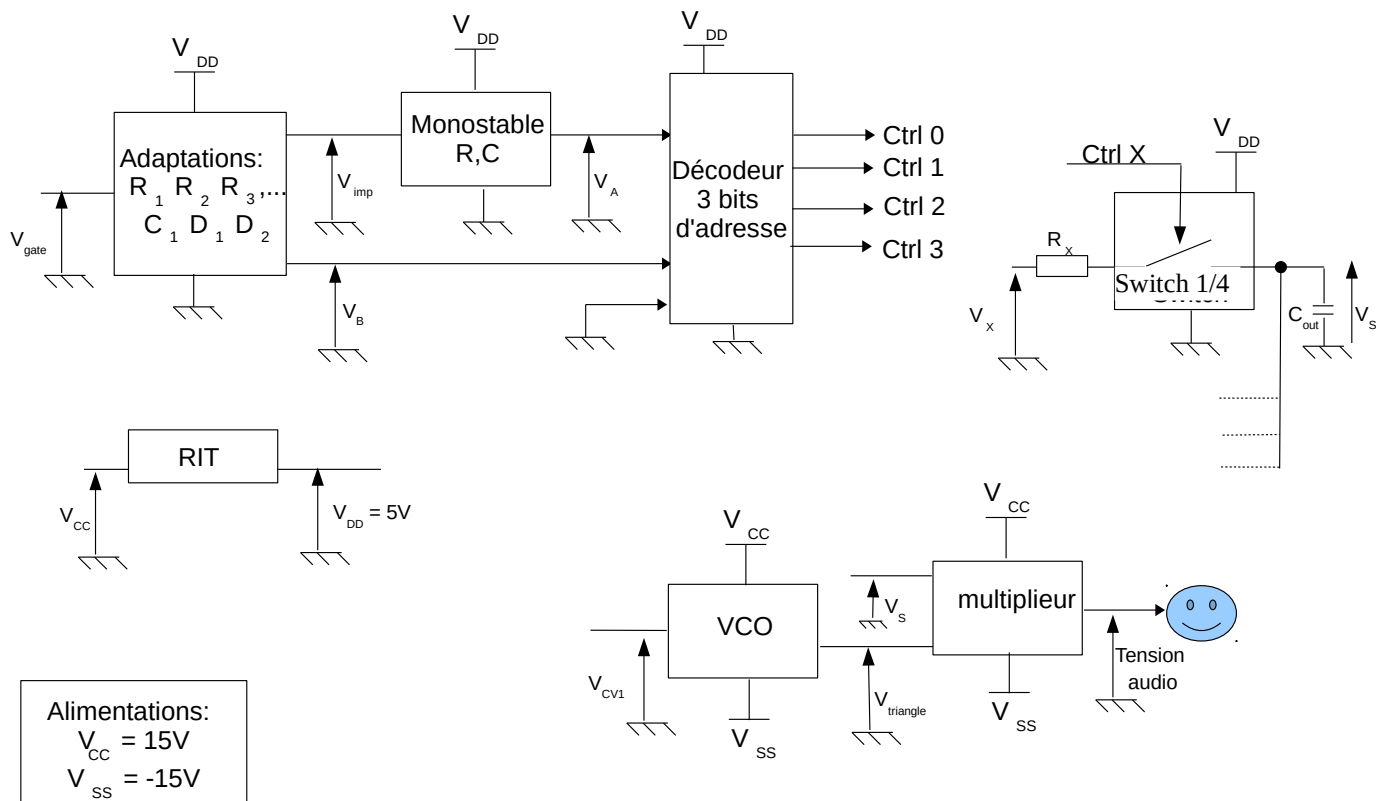 V DD
V DD
V DD
Adaptations:
R 1 R 2 R 3 ,...
C 1 D 1 D 2
V gate
V imp
Monostable
R,C
V A
V B
Décodeur
3 bits
d'adresse
Ctrl 0
Ctrl 1
Ctrl 2
Ctrl 3
Ctrl X
V DD
R X
Switch 1/4
V X
C out
V S
RIT
V CC
V DD = 5V
V CC
VCO
V CV1
V SS
V CC
V S
multiplieur
V triangle
V SS
Tension
audio
Alimentations:
V CC = 15V
V SS = -15V